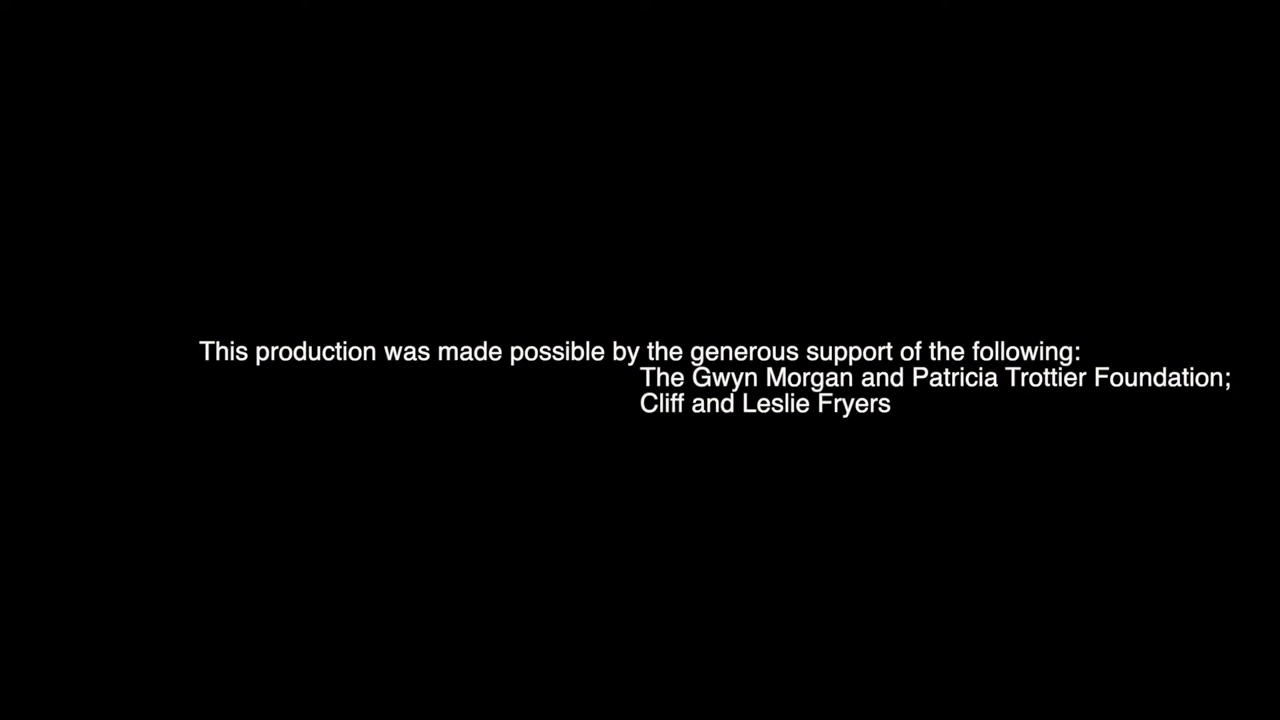 This production was made possible by the generous support of the following:
The Gwyn Morgan and Patricia Trottier Foundation;
Cliff and Leslie Fryers